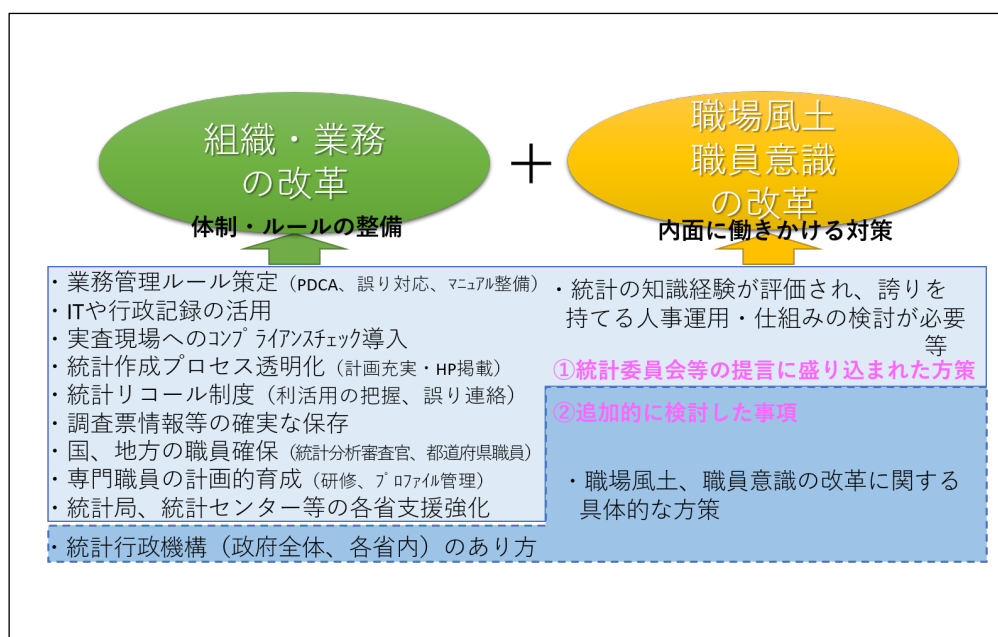 組織・業務
の改革
体制・ルールの整備
＋
職場風土
職員意識
の改革
内面に働きかける対策
・業務管理ルール策定（PDCA、誤り対応、ﾏﾆｭｱﾙ整備）
・ITや行政記録の活用
・実査現場へのｺﾝﾌﾟﾗｲｱﾝｽﾁｪｯｸ導入
・統計作成プロセス透明化（計画充実・HP掲載）
・統計リコール制度（利活用の把握、誤り連絡）
・調査票情報等の確実な保存
・国、地方の職員確保（統計分析審査官、都道府県職員）
・専門職員の計画的育成（研修、ﾌﾟﾛﾌｧｲﾙ管理）
・統計局、統計センター等の各省支援強化
・統計行政機構（政府全体、各省内）のあり方
・統計の知識経験が評価され、誇りを
持てる人事運用・仕組みの検討が必要
等
①統計委員会等の提言に盛り込まれた方策
②追加的に検討した事項
・職場風土、職員意識の改革に関する
具体的な方策